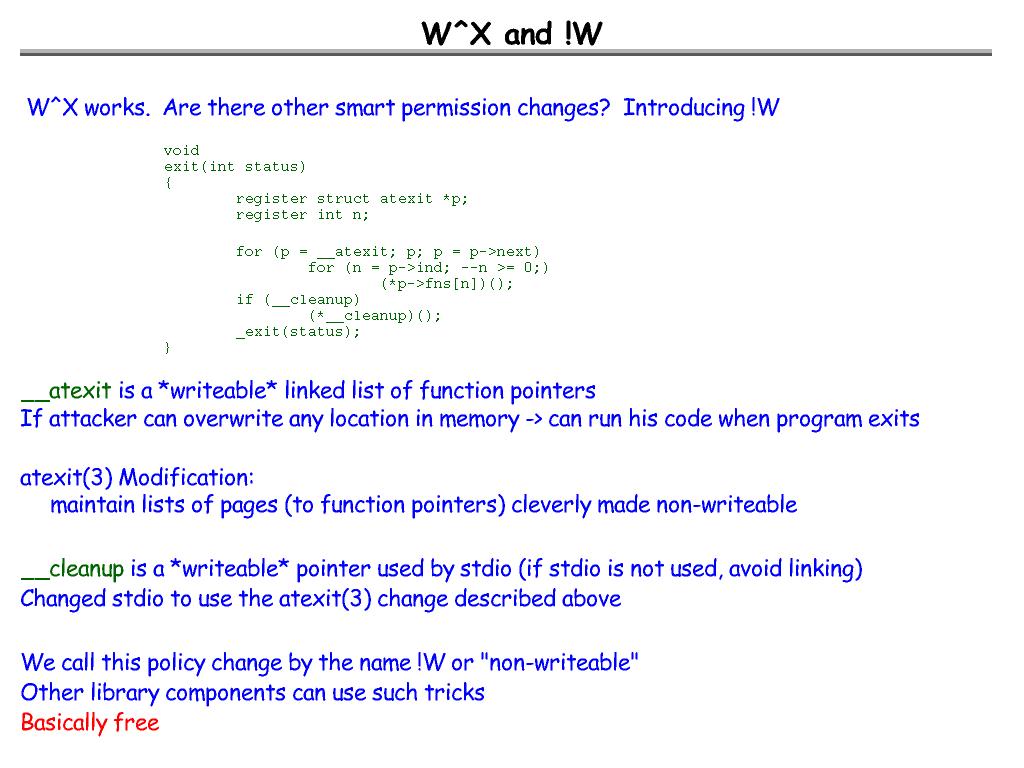 W^X and !W
W^X works.  Are there other smart permission changes?  Introducing !W
void
exit(int status)
{
        register struct atexit *p;
        register int n;
        for (p = __atexit; p; p = p->next)
                for (n = p->ind; --n >= 0;)
                        (*p->fns[n])();
        if (__cleanup)
                (*__cleanup)();
        _exit(status);
}
__atexit is a *writeable* linked list of function pointers
If attacker can overwrite any location in memory -> can run his code when program exits
atexit(3) Modification:
maintain lists of pages (to function pointers) cleverly made non-writeable
__cleanup is a *writeable* pointer used by stdio (if stdio is not used, avoid linking)
Changed stdio to use the atexit(3) change described above
We call this policy change by the name !W or "non-writeable"
Other library components can use such tricks
Basically free